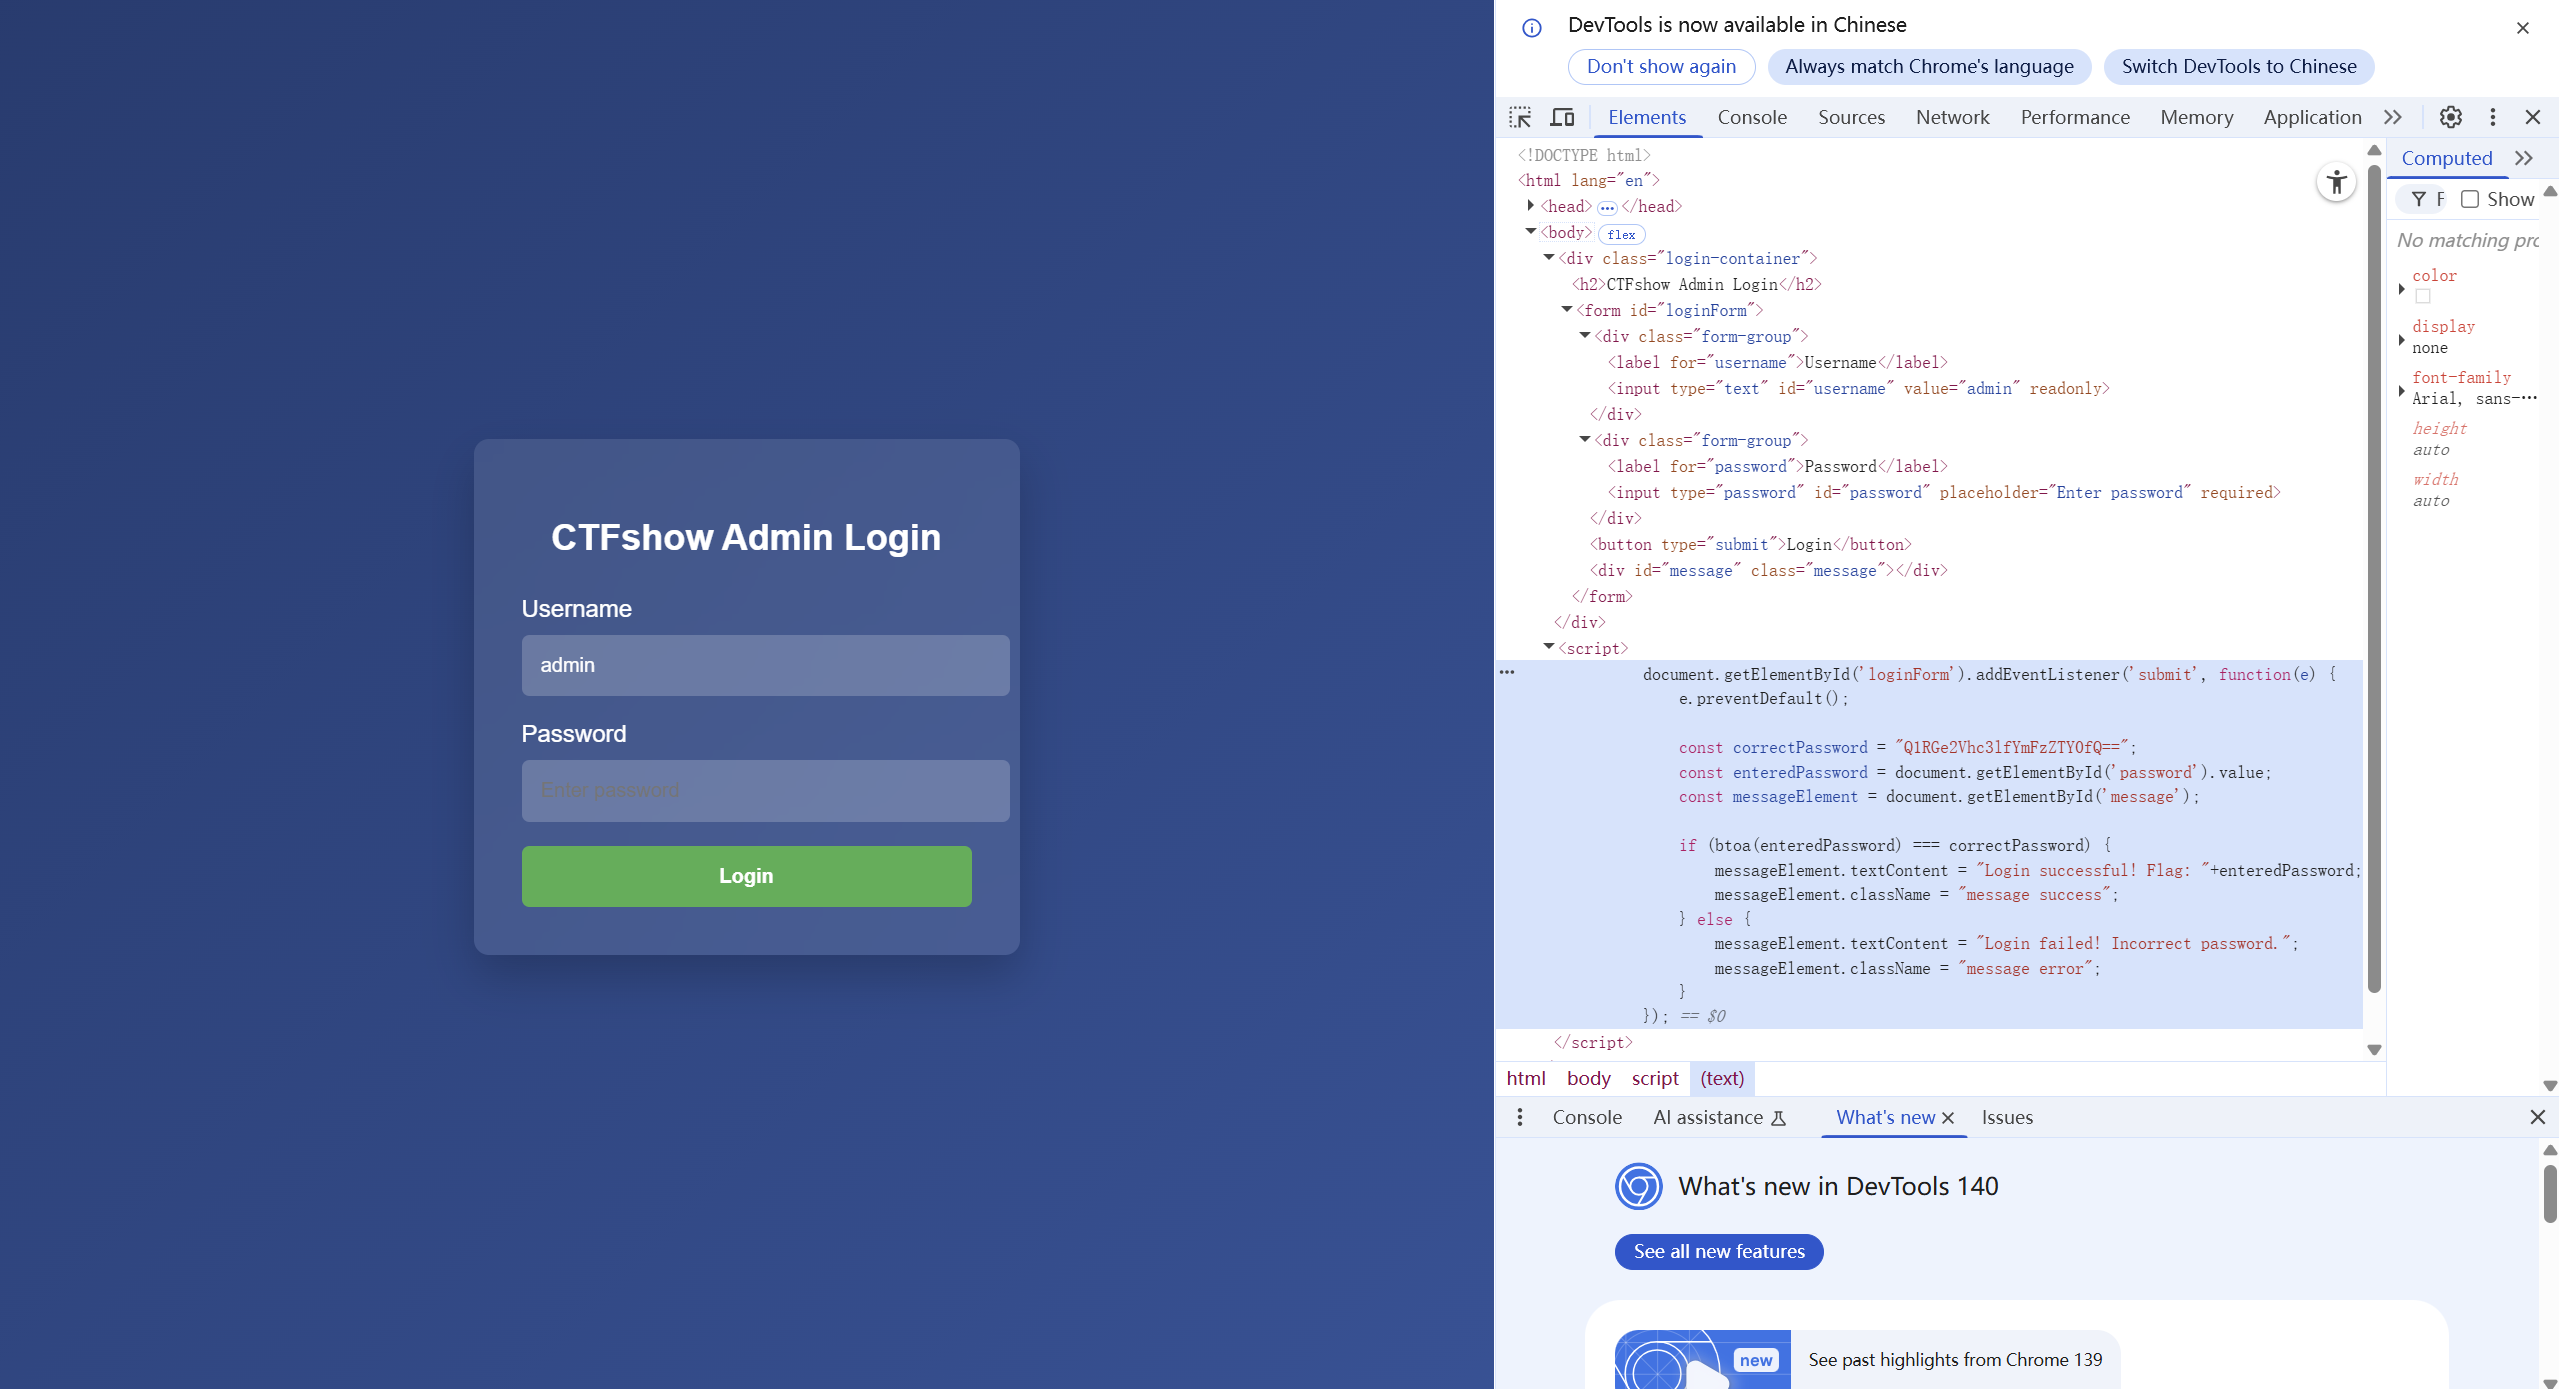 CTFshow Admin Login
Username
admin
Password
Enter password
Login
DevTools is now available in Chinese
Don't show again
Always match Chrome's language
Switch DevTools to Chinese
Elements
Console
Sources
Network
Performance
Memory
Application
<!DOCTYPE html>
<html lang="en">
<head> … </head>
<body> flex
<div class="login-container">
<h2>CTFshow Admin Login</h2>
<form id="loginForm">
<div class="form-group">
<label for="username">Username</label>
<input type="text" id="username" value="admin" readonly>
</div>
<div class="form-group">
<label for="password">Password</label>
<input type="password" id="password" placeholder="Enter password" required>
</div>
<button type="submit">Login</button>
<div id="message" class="message"></div>
</form>
</div>
<script>
document.getElementById('loginForm').addEventListener('submit', function(e) {
e.preventDefault();
const correctPassword = "Q1RGe2Vhc3lfYmFzZTY0fQ==";
const enteredPassword = document.getElementById('password').value;
const messageElement = document.getElementById('message');
if (btoa(enteredPassword) === correctPassword) {
messageElement.textContent = "Login successful! Flag: "+enteredPassword;
messageElement.className = "message success";
} else {
messageElement.textContent = "Login failed! Incorrect password.";
messageElement.className = "message error";
}
}); == $0
</script>
html body script (text)
Computed
F
Show
No matching pro
color
display
none
font-family
Arial, sans-…
height
auto
width
auto
Console
AI assistance
What's new
Issues
What's new in DevTools 140
See all new features
new
See past highlights from Chrome 139